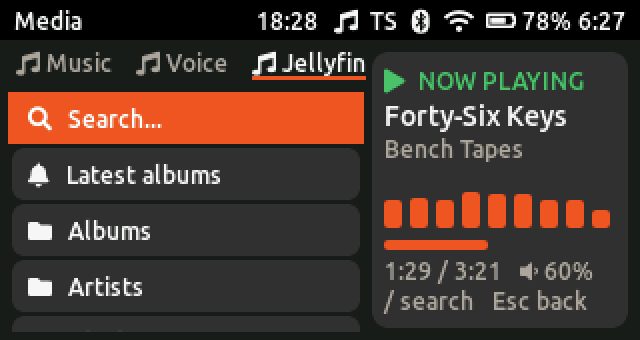 Media 18:28 TS 78% 6:27
Music Voice Jellyfin
Search...
Latest albums
Albums
Artists
NOW PLAYING
Forty-Six Keys
Bench Tapes
1:29 / 3:21 60%
/ search Esc back